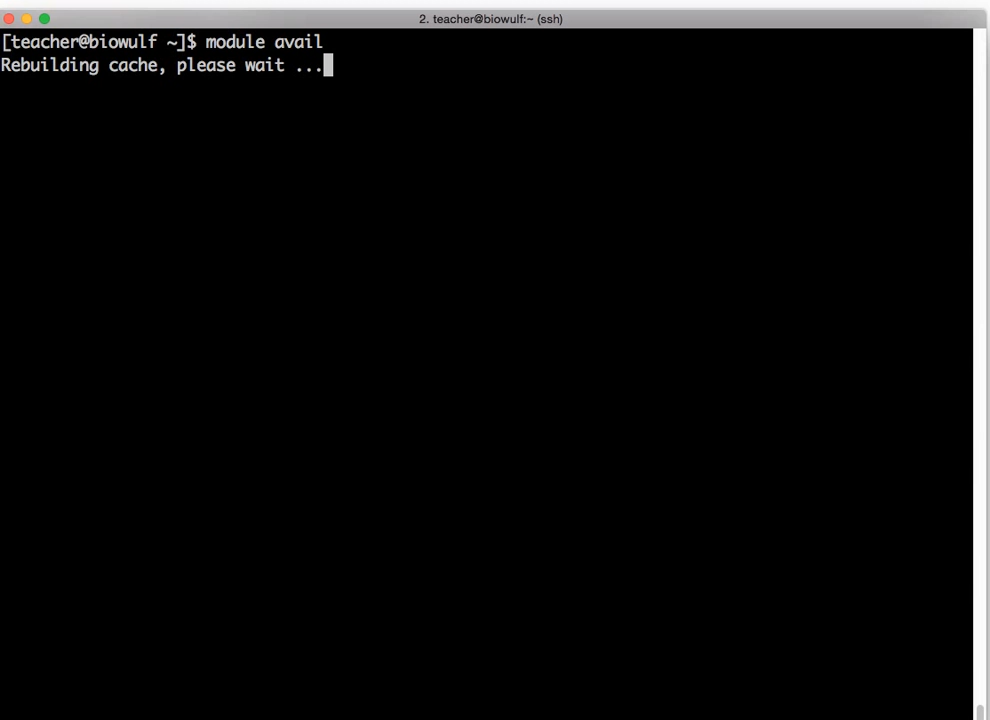 2. teacher@biowulf:~ (ssh)
[teacher@biowulf ~]$ module avail
Rebuilding cache, please wait ...